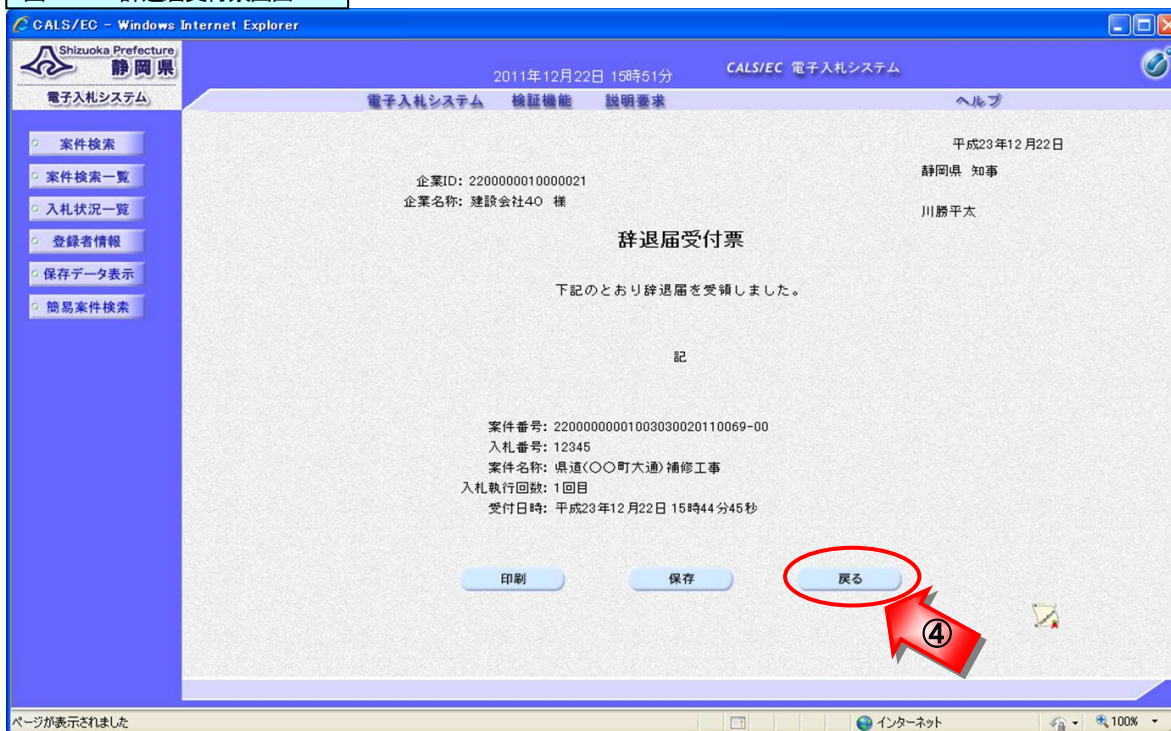 CALS/EC - Windows Internet Explorer
Shizuoka Prefecture
静岡県
電子入札システム
2011年12月22日 15時51分
CALS/EC 電子入札システム
電子入札システム 検証機能 説明要求 ヘルプ
案件検索
案件検索一覧
入札状況一覧
登録者情報
保存データ表示
簡易案件検索
平成23年12月22日
静岡県 知事
川勝平太
企業ID: 2200000010000021
企業名称: 建設会社40 様
辞退届受付票
下記のとおり辞退届を受領しました。
記
案件番号: 22000000001003030020110069-00
入札番号: 12345
案件名称: 県道(〇〇町大通)補修工事
入札執行回数: 1回目
受付日時: 平成23年12月22日 15時44分45秒
印刷 保存 戻る
④
ページが表示されました
インターネット
100%